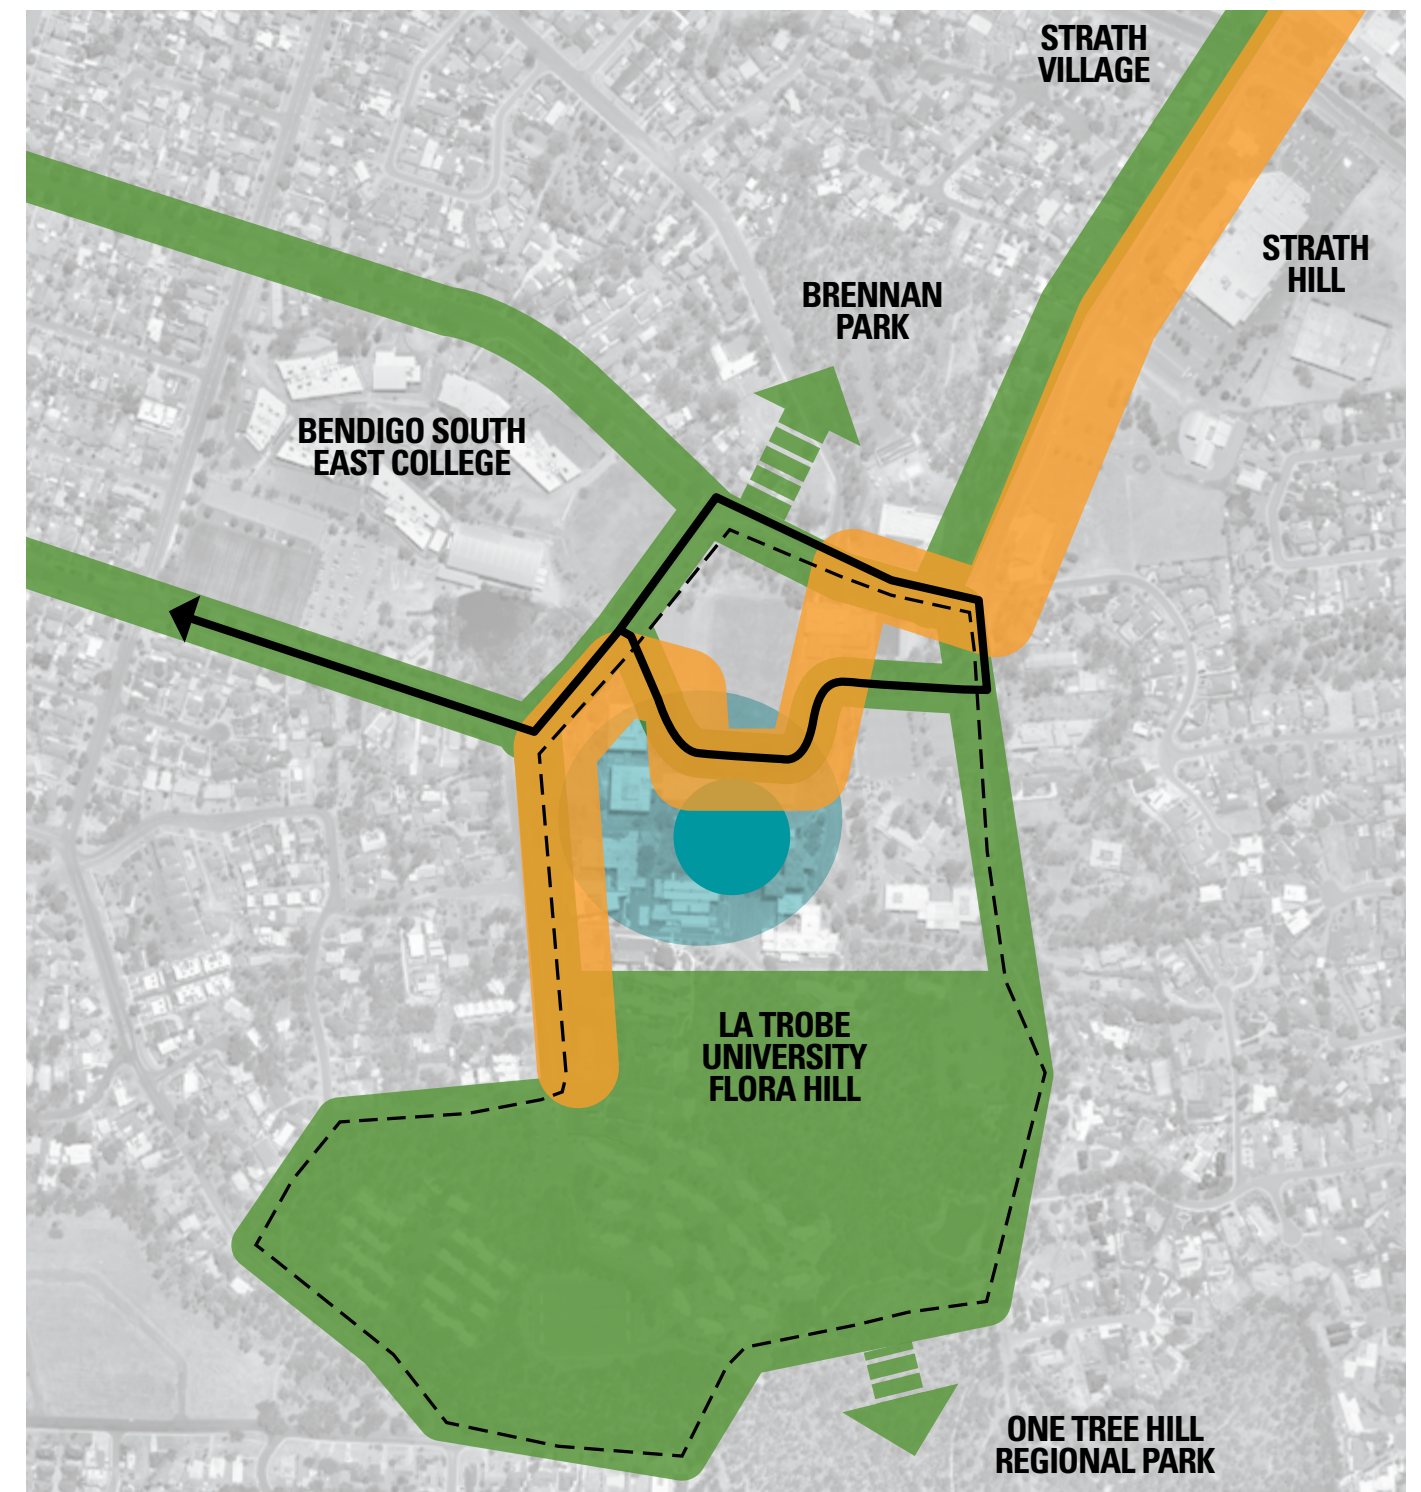 STRATH
VILLAGE
STRATH
HILL
BRENNAN
PARK
BENDIGO SOUTH
EAST COLLEGE
LA TROBE
UNIVERSITY
FLORA HILL
ONE TREE HILL
REGIONAL PARK